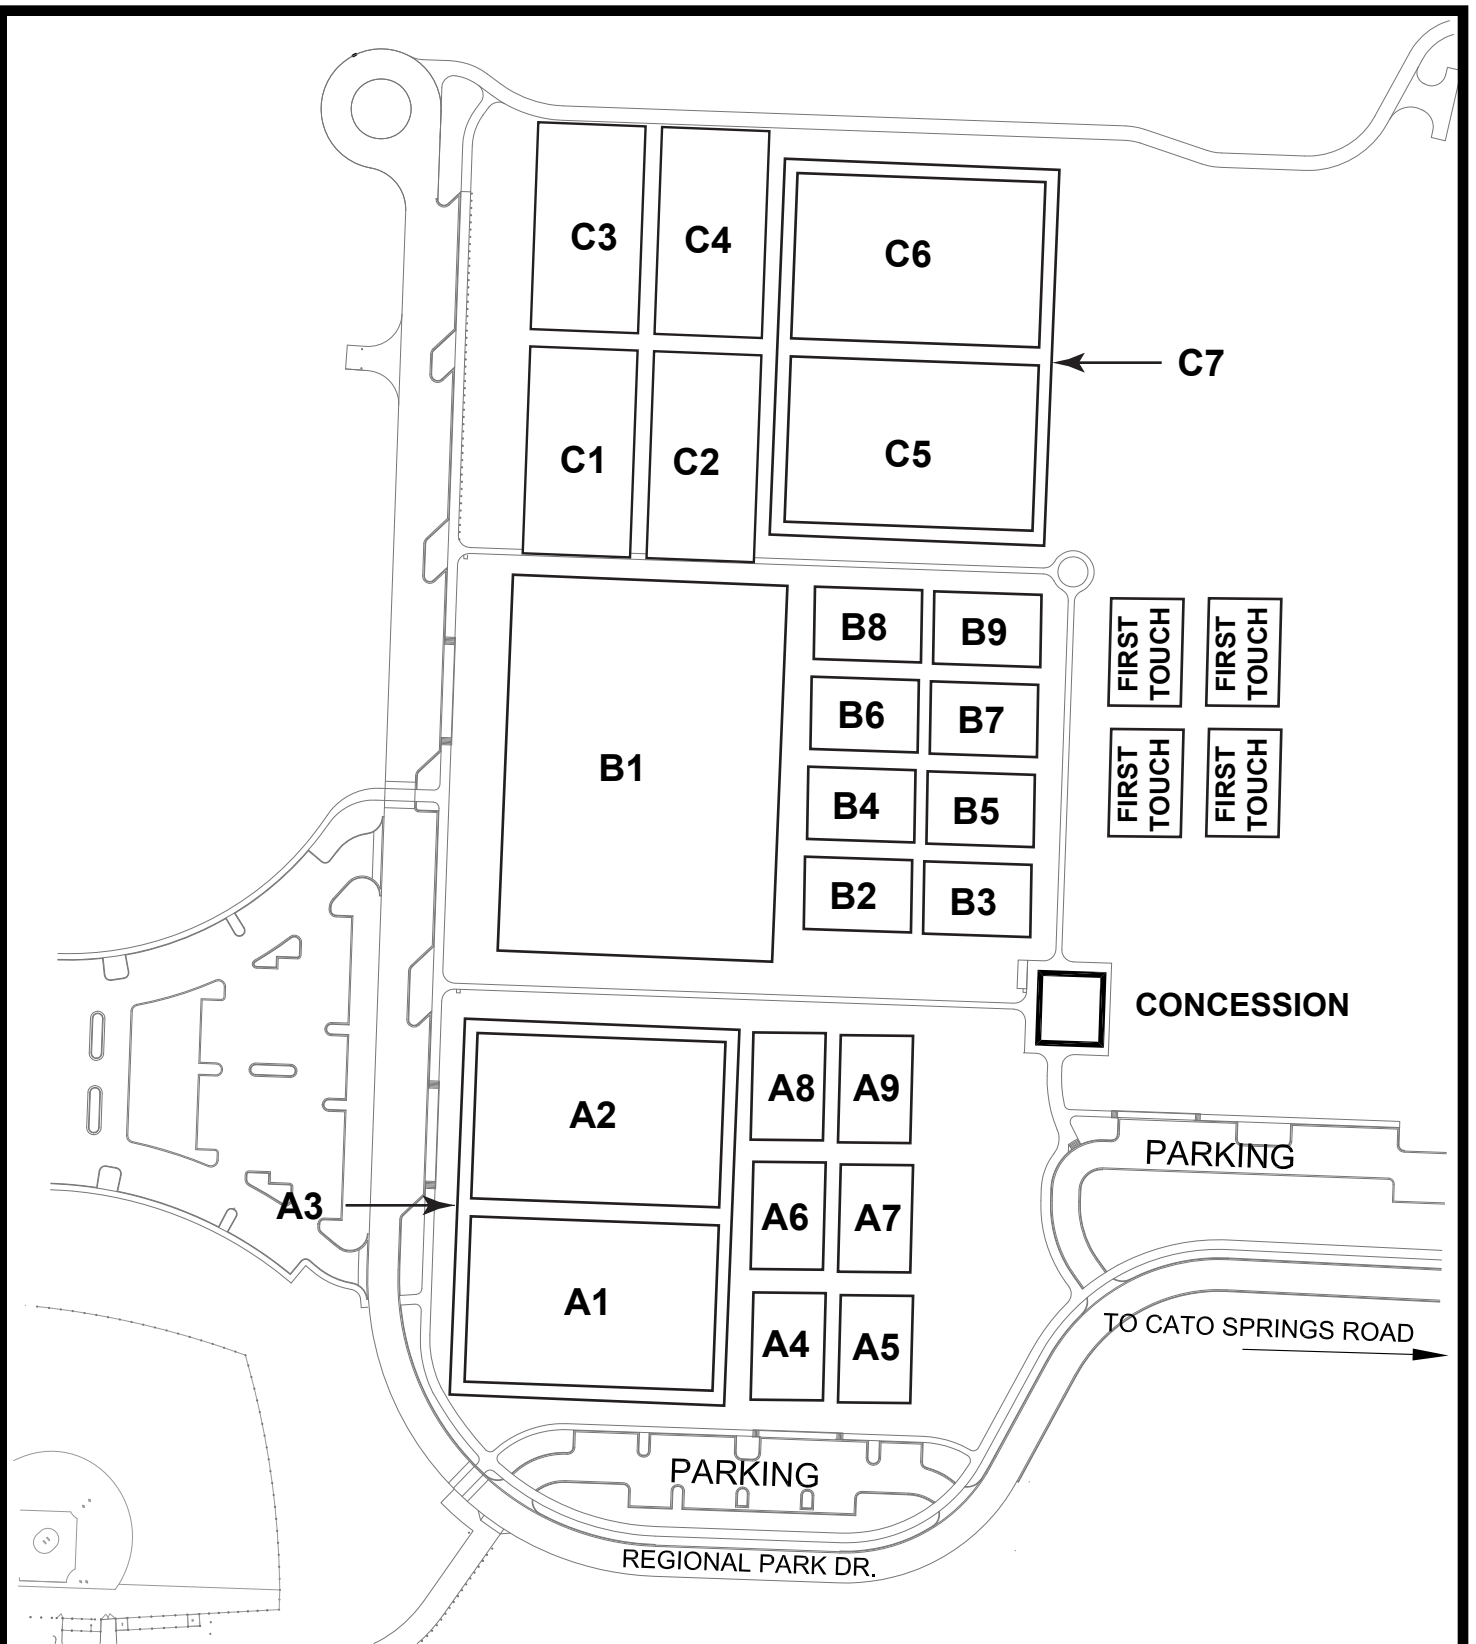 C3
C4
C6
C7
C1
C2
C5
B8
B9
FIRST
TOUCH
FIRST
TOUCH
B6
B7
B1
FIRST
TOUCH
FIRST
TOUCH
B4
B5
B2
B3
CONCESSION
A8
A9
A2
PARKING
A3
A6
A7
A1
TO CATO SPRINGS ROAD
A4
A5
PARKING
REGIONAL PARK DR.